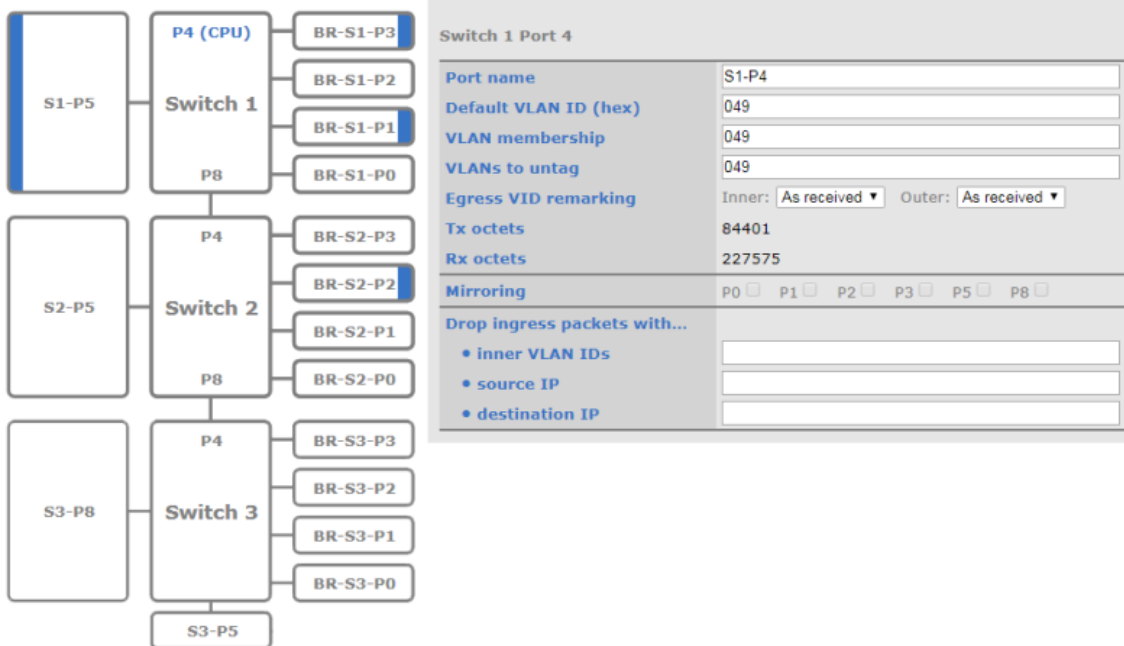 P4 (CPU)
BR-S1-P3
BR-S1-P2
S1-P5
Switch 1
BR-S1-P1
P8
BR-S1-P0
P4
BR-S2-P3
BR-S2-P2
S2-P5
Switch 2
BR-S2-P1
P8
BR-S2-P0
P4
BR-S3-P3
BR-S3-P2
S3-P8
Switch 3
BR-S3-P1
BR-S3-P0
S3-P5
Switch 1 Port 4
Port name S1-P4
Default VLAN ID (hex) 049
VLAN membership 049
VLANs to untag 049
Egress VID remarking Inner: As received Outer: As received
Tx octets 84401
Rx octets 227575
Mirroring P0 P1 P2 P3 P5 P8
Drop ingress packets with...
• inner VLAN IDs
• source IP
• destination IP